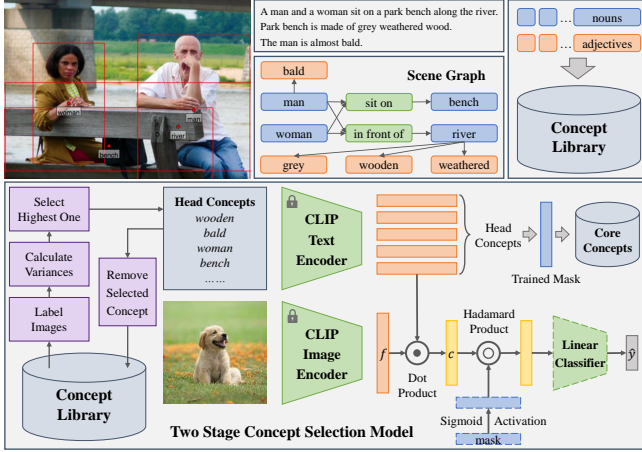 woman
man
river
bench
A man and a woman sit on a park bench along the river.
Park bench is made of grey weathered wood.
The man is almost bald.
Scene Graph
bald
man
sit on
bench
woman
in front of
river
grey
wooden
weathered
... nouns
... adjectives
Concept
Library
Select
Highest One
Calculate
Variances
Label
Images
Remove
Selected
Concept
Concept
Library
Head Concepts
wooden
bald
woman
bench
......
CLIP
Text
Encoder
Head
Concepts
Trained Mask
Core
Concepts
CLIP
Image
Encoder
f
Dot
Product
c
Hadamard
Product
Linear
Classifier
ŷ
Sigmoid Activation
mask
Two Stage Concept Selection Model